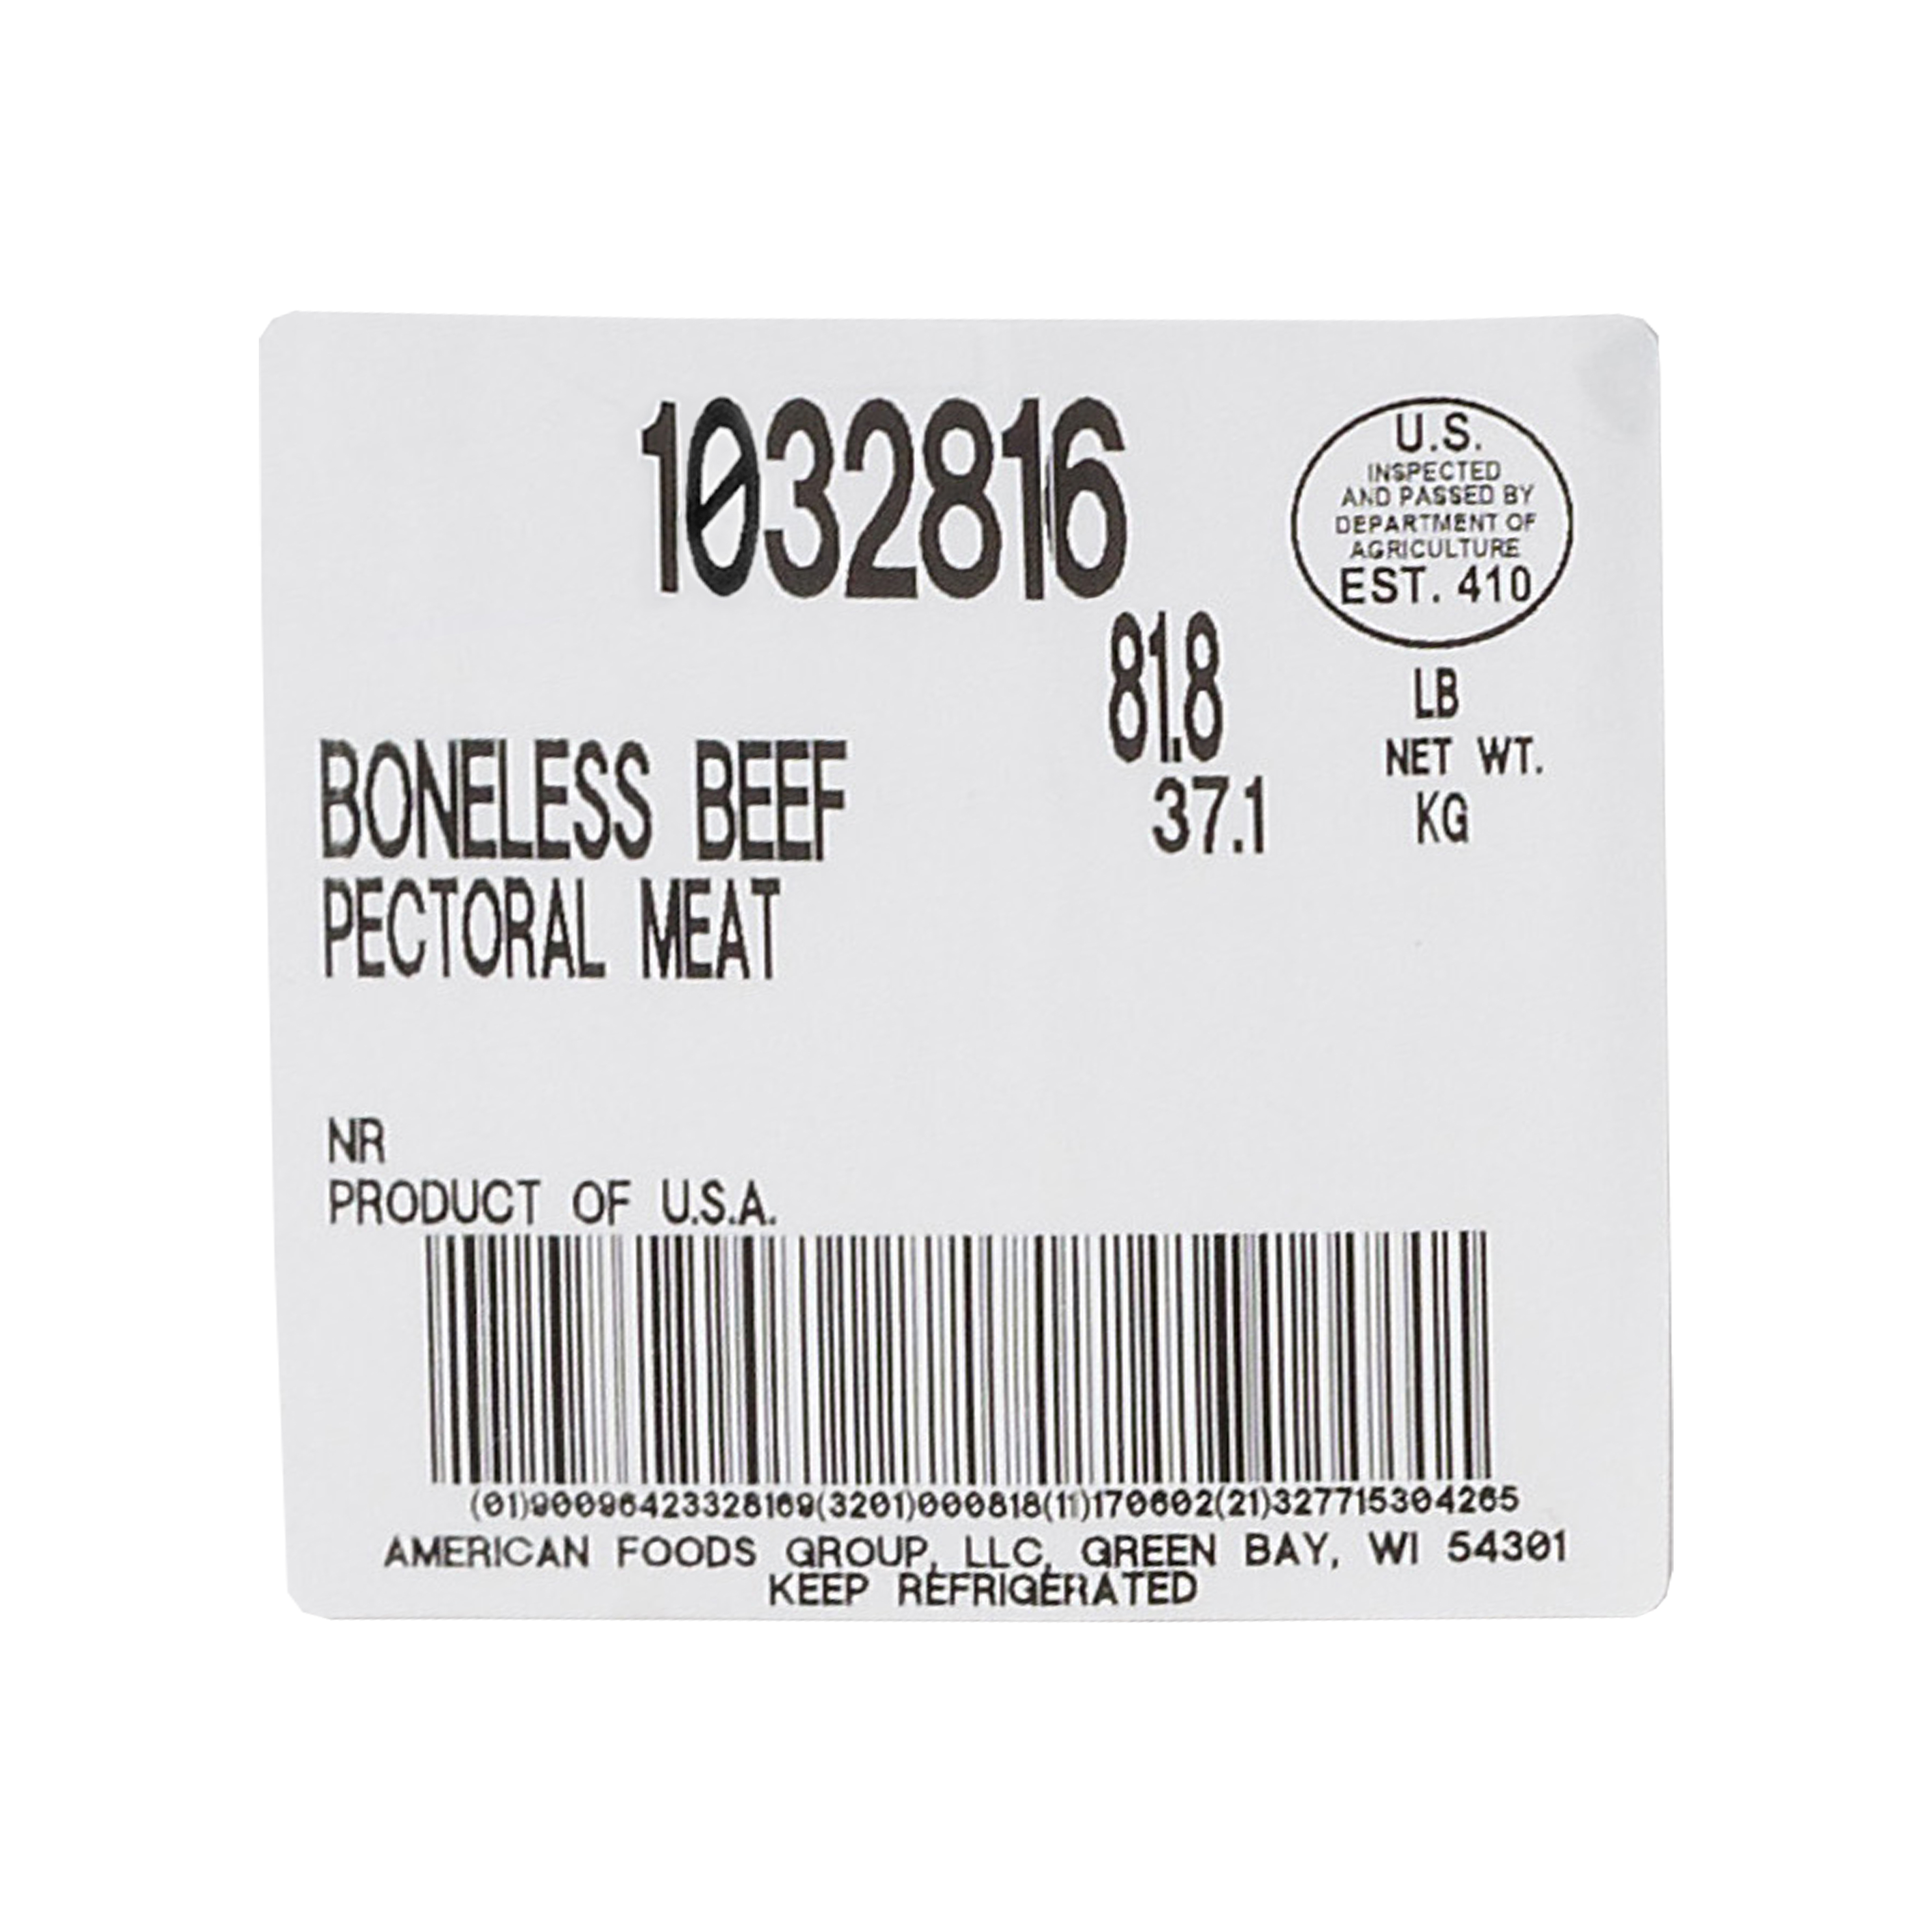 1032816
U.S.
INSPECTED
AND PASSED BY
DEPARTMENT OF
AGRICULTURE
EST. 410
81.8 LB
NET WT.
37.1 KG
BONELESS BEEF
PECTORAL MEAT
NR
PRODUCT OF U.S.A.
(01)90096423328169(3201)000818(11)170602(21)327715304265
AMERICAN FOODS GROUP, LLC, GREEN BAY, WI 54301
KEEP REFRIGERATED